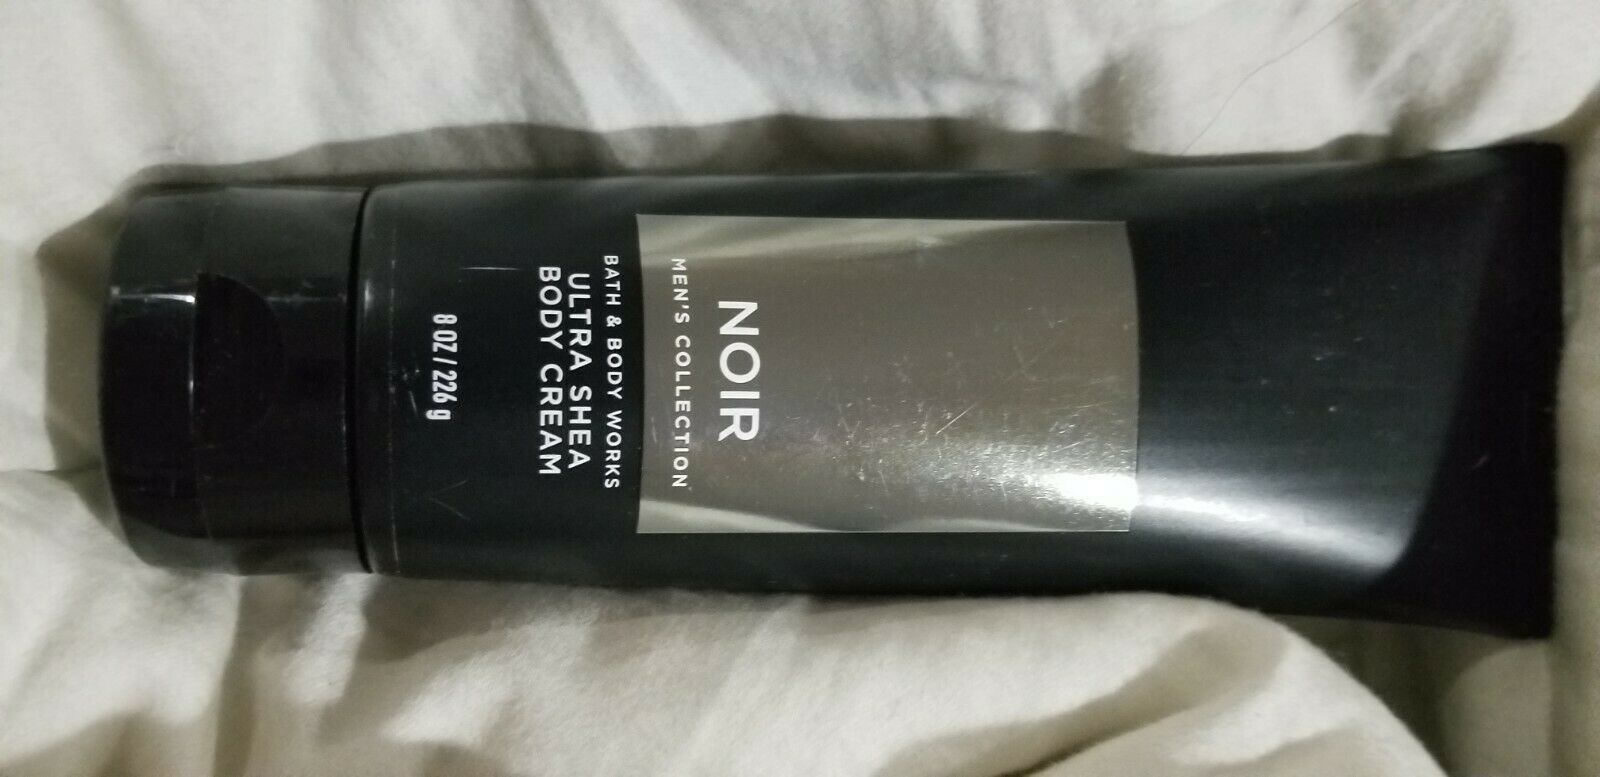 NOIR
MEN'S COLLECTION
BATH & BODY WORKS
ULTRA SHEA
BODY CREAM
8 OZ / 226 g